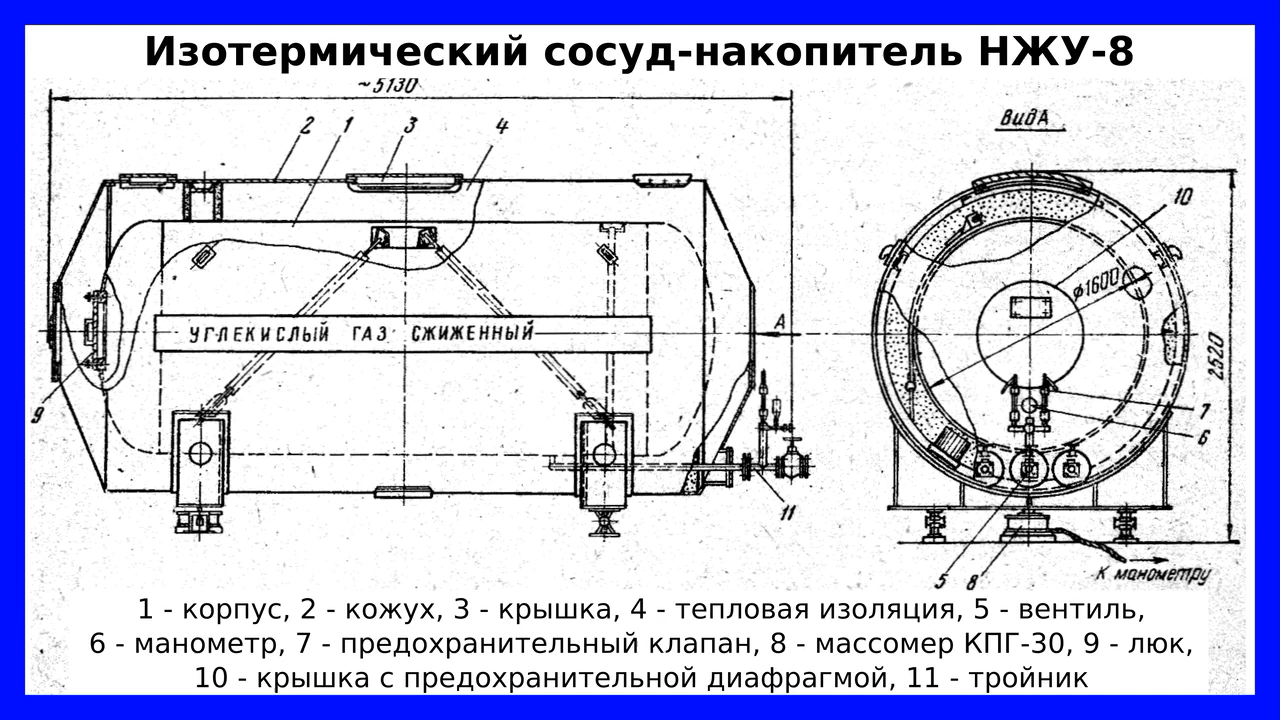 Изотермический сосуд-накопитель НЖУ-8
~5130
2 1 3 4
Вид А
10
ф1600
УГЛЕКИСЛЫЙ ГАЗ СЖИЖЕННЫЙ
А
2520
9
7
6
11
5 8
К манометру
1 - корпус, 2 - кожух, 3 - крышка, 4 - тепловая изоляция, 5 - вентиль,
6 - манометр, 7 - предохранительный клапан, 8 - массомер КПГ-30, 9 - люк,
10 - крышка с предохранительной диафрагмой, 11 - тройник